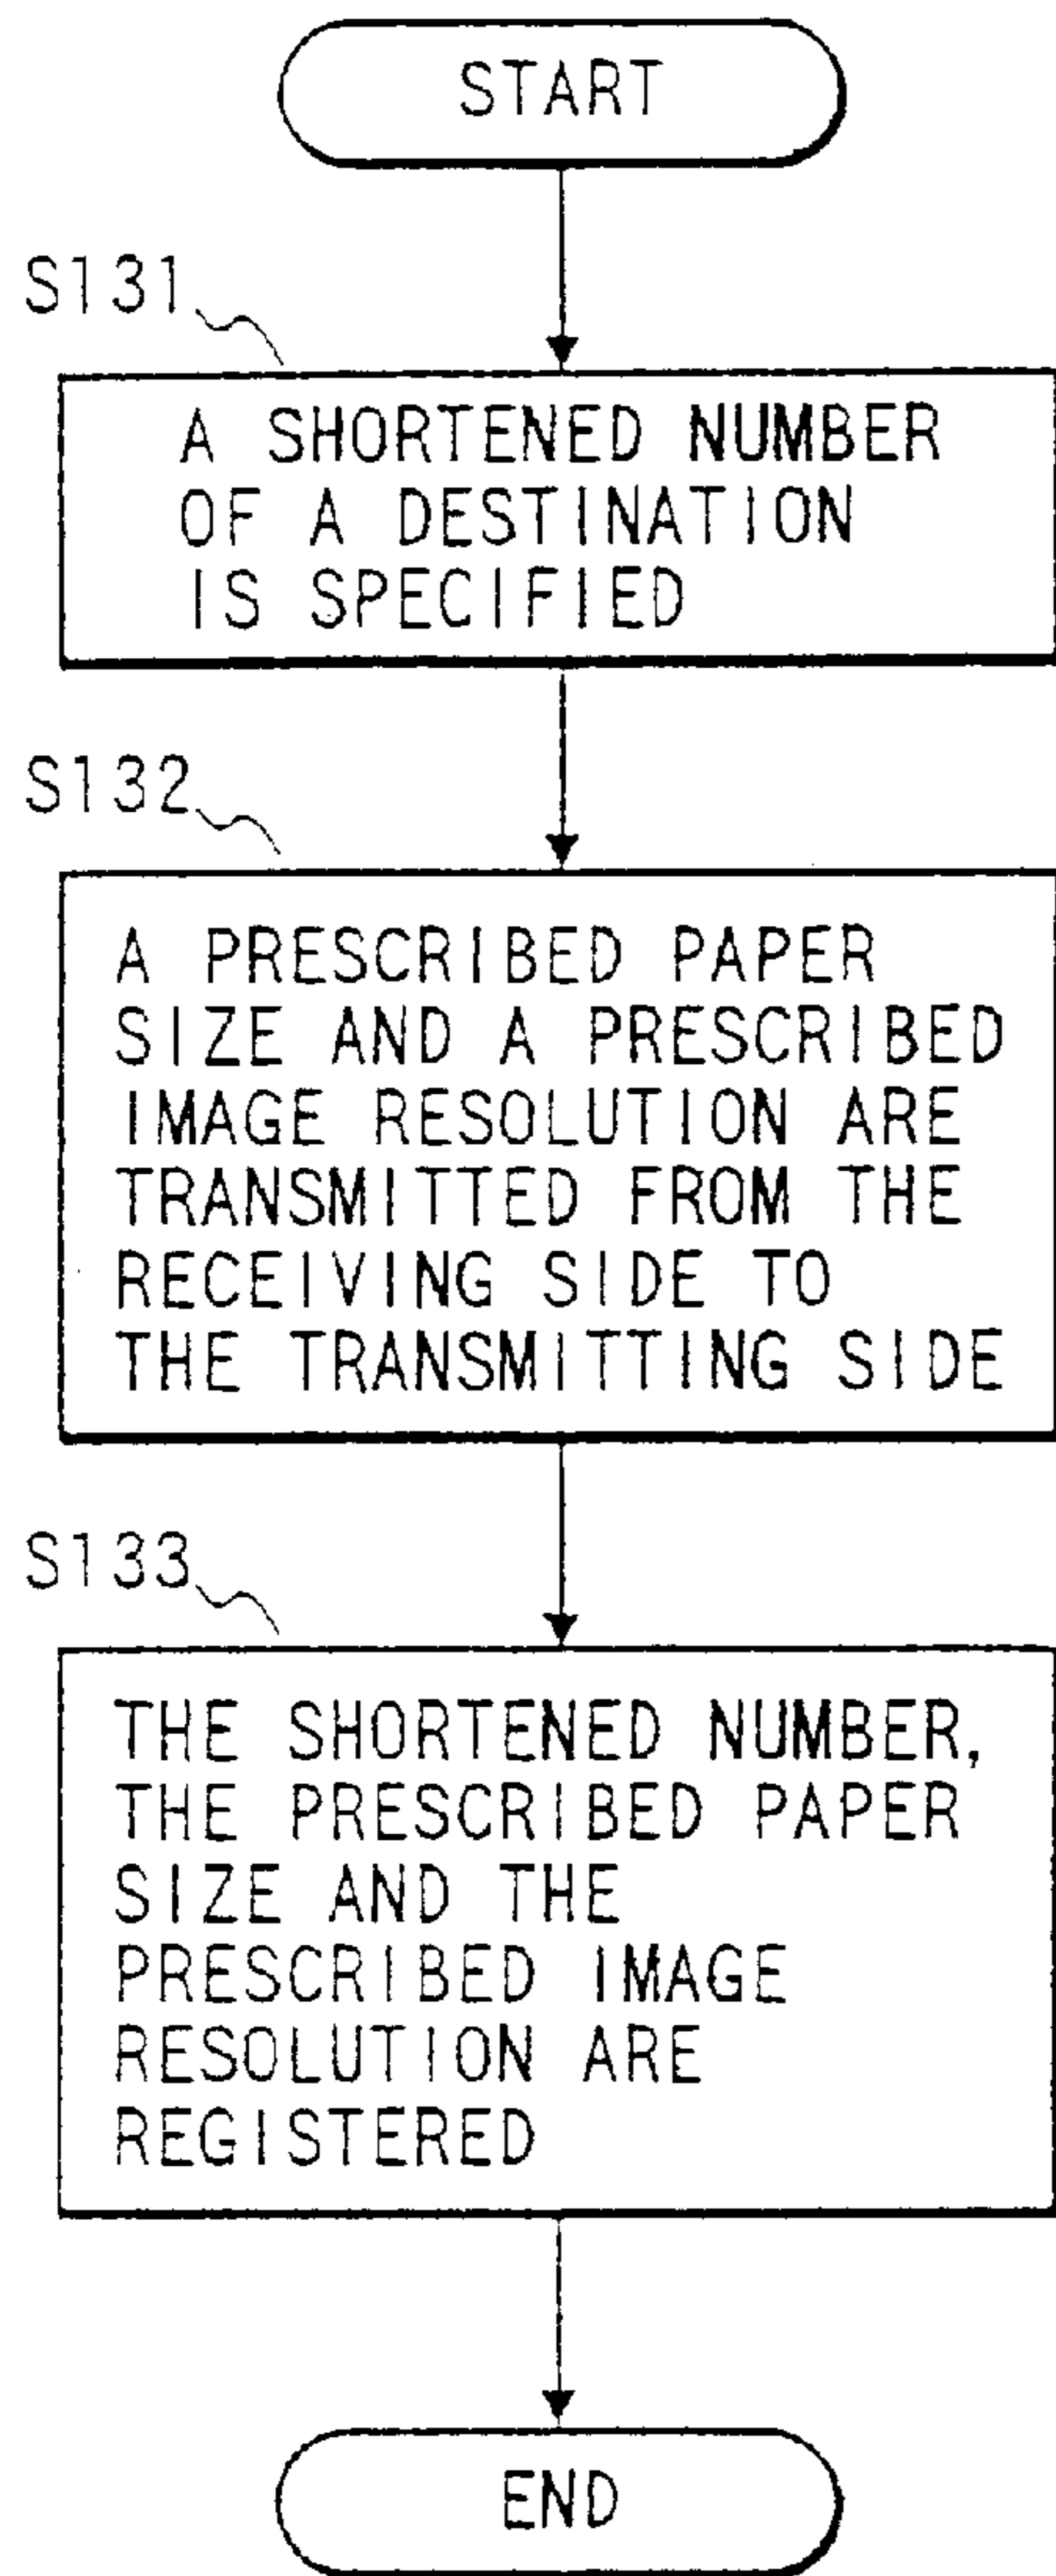 START
S131
A SHORTENED NUMBER
OF A DESTINATION
IS SPECIFIED
S132
A PRESCRIBED PAPER
SIZE AND A PRESCRIBED
IMAGE RESOLUTION ARE
TRANSMITTED FROM THE
RECEIVING SIDE TO
THE TRANSMITTING SIDE
S133
THE SHORTENED NUMBER,
THE PRESCRIBED PAPER
SIZE AND THE
PRESCRIBED IMAGE
RESOLUTION ARE
REGISTERED
END